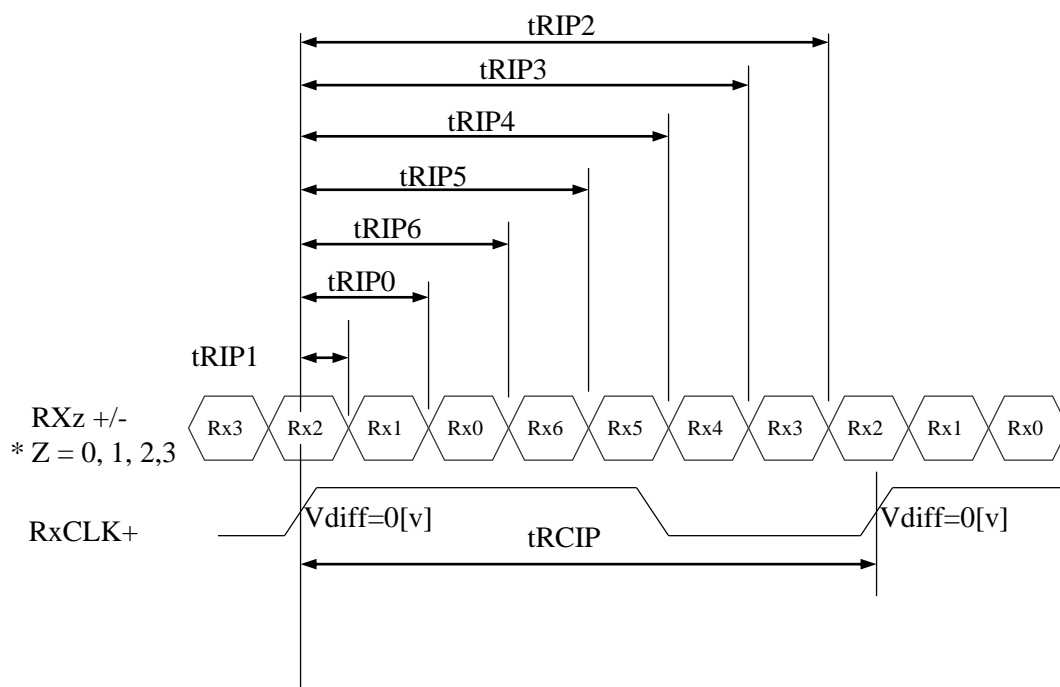 tRIP2
tRIP3
tRIP4
tRIP5
tRIP6
tRIP0
tRIP1
RXz +/-
* Z = 0, 1, 2,3
Rx3 Rx2 Rx1 Rx0 Rx6 Rx5 Rx4 Rx3 Rx2 Rx1 Rx0
RxCLK+
Vdiff=0[v] Vdiff=0[v]
tRCIP